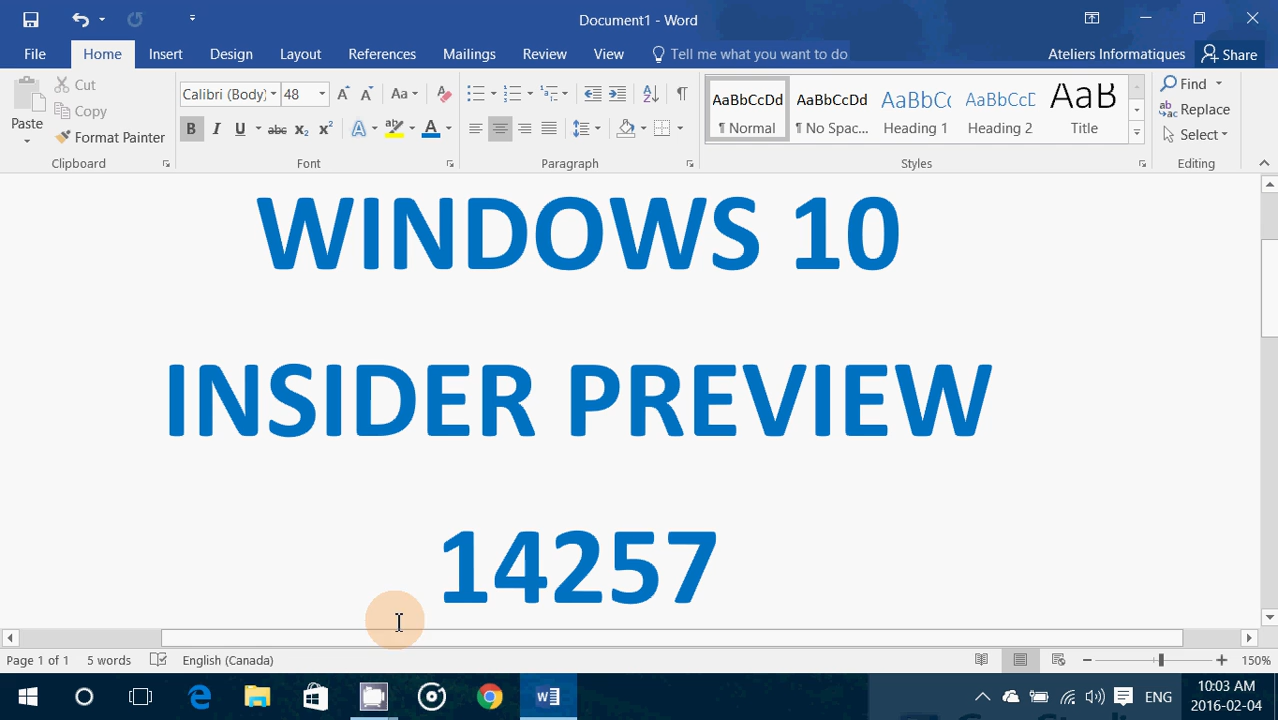 Document1 - Word
File Home Insert Design Layout References Mailings Review View Tell me what you want to do Ateliers Informatiques Share
Paste
Cut
Copy
Format Painter
Clipboard
Calibri (Body) 48
Font
Paragraph
AaBbCcDd AaBbCcDd AaBbCc AaBbCcC AaB
¶ Normal ¶ No Spac... Heading 1 Heading 2 Title
Styles
Find
Replace
Select
Editing
WINDOWS 10
INSIDER PREVIEW
14257
Page 1 of 1 5 words English (Canada) 150%
ENG
10:03 AM
2016-02-04